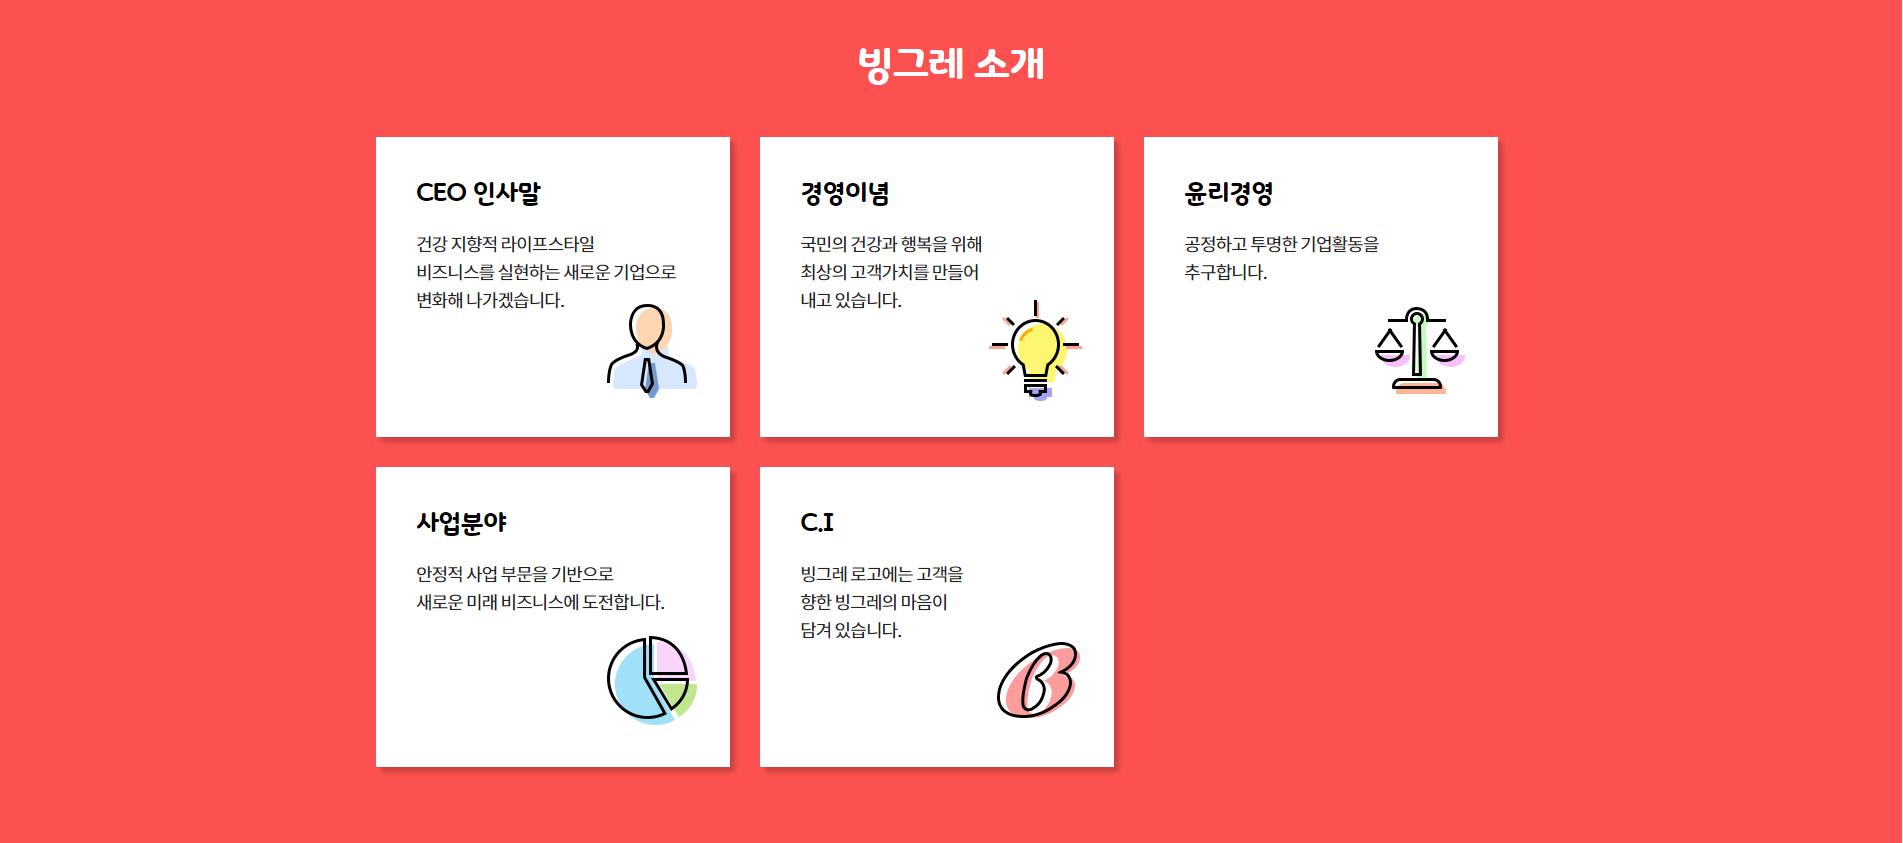 빙그레 소개
CEO 인사말
건강 지향적 라이프스타일
비즈니스를 실현하는 새로운 기업으로
변화해 나가겠습니다.
경영이념
국민의 건강과 행복을 위해
최상의 고객가치를 만들어
내고 있습니다.
윤리경영
공정하고 투명한 기업활동을
추구합니다.
사업분야
안정적 사업 부문을 기반으로
새로운 미래 비즈니스에 도전합니다.
C.I
빙그레 로고에는 고객을
향한 빙그레의 마음이
담겨 있습니다.
B